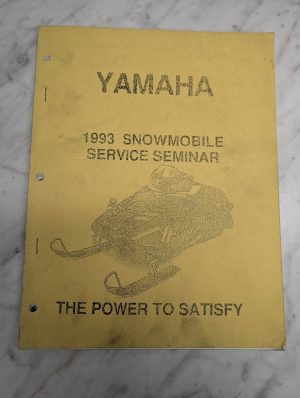 YAMAHA
1993 SNOWMOBILE
SERVICE SEMINAR
THE POWER TO SATISFY